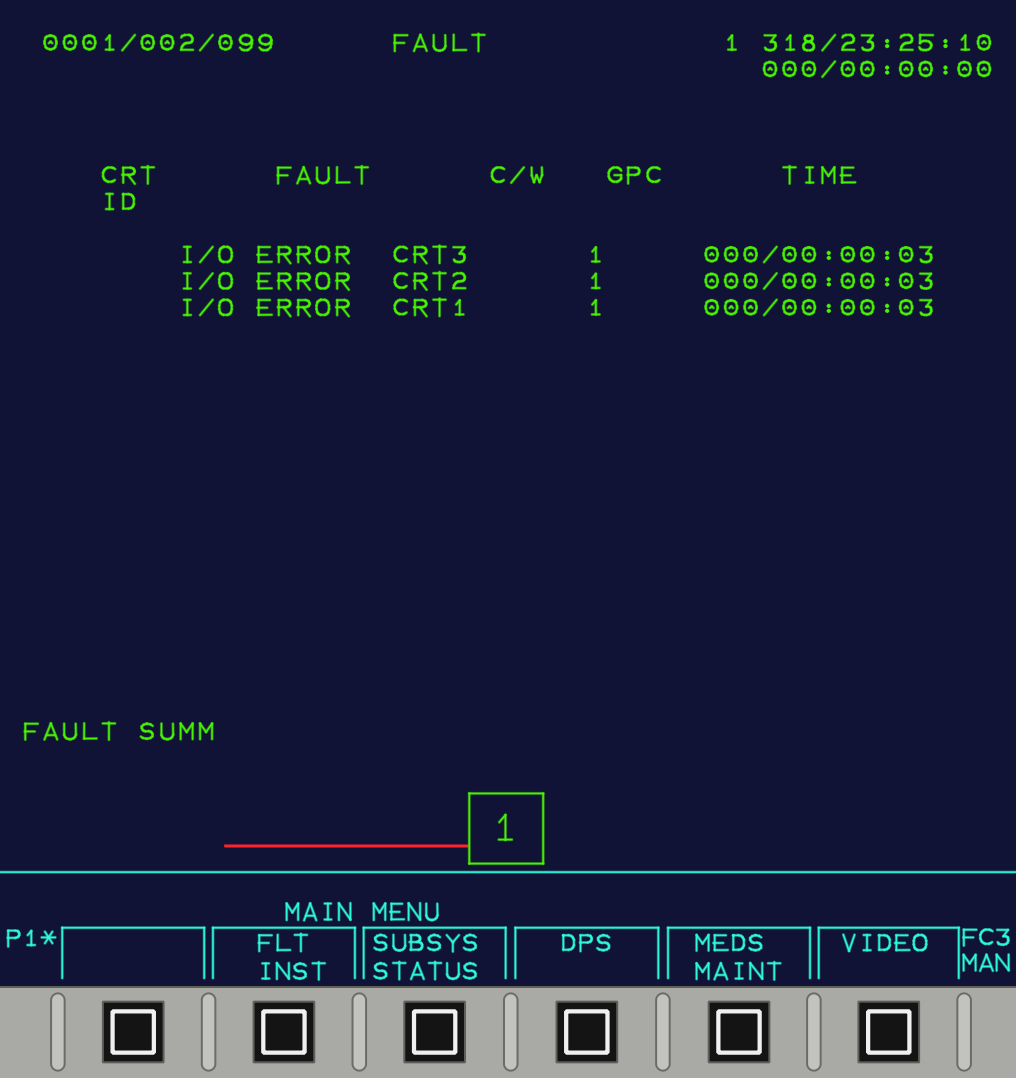 0001/002/099 FAULT 1 318/23:25:10
000/00:00:00
CRT FAULT C/W GPC TIME
ID
I/O ERROR CRT3 1 000/00:00:03
I/O ERROR CRT2 1 000/00:00:03
I/O ERROR CRT1 1 000/00:00:03
FAULT SUMM
1
MAIN MENU
P1* FLT SUBSYS DPS MEDS VIDEO FC3
INST STATUS MAINT MAN